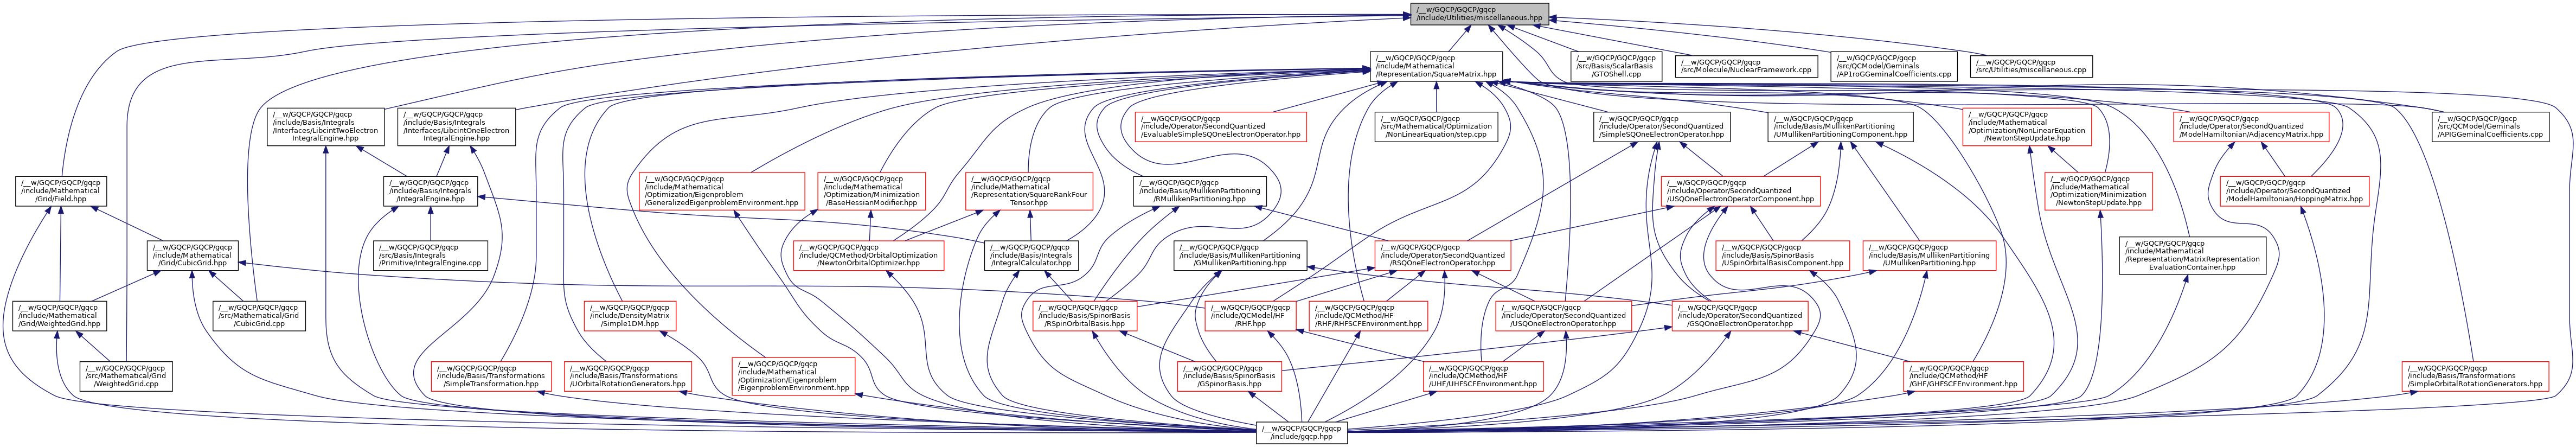 /__w/GQCP/GQCP/gqcp
/include/Utilities/miscellaneous.hpp
/__w/GQCP/GQCP/gqcp
/include/Mathematical
/Representation/SquareMatrix.hpp
/__w/GQCP/GQCP/gqcp
/src/Basis/ScalarBasis
/GTOShell.cpp
/__w/GQCP/GQCP/gqcp
/src/Molecule/NuclearFramework.cpp
/__w/GQCP/GQCP/gqcp
/src/QCModel/Geminals
/AP1roGGeminalCoefficients.cpp
/__w/GQCP/GQCP/gqcp
/src/Utilities/miscellaneous.cpp
/__w/GQCP/GQCP/gqcp
/include/Basis/Integrals
/Interfaces/LibcintTwoElectron
IntegralEngine.hpp
/__w/GQCP/GQCP/gqcp
/include/Basis/Integrals
/Interfaces/LibcintOneElectron
IntegralEngine.hpp
/__w/GQCP/GQCP/gqcp
/include/Operator/SecondQuantized
/EvaluableSimpleSQOneElectronOperator.hpp
/__w/GQCP/GQCP/gqcp
/src/Mathematical/Optimization
/NonLinearEquation/step.cpp
/__w/GQCP/GQCP/gqcp
/include/Operator/SecondQuantized
/SimpleSQOneElectronOperator.hpp
/__w/GQCP/GQCP/gqcp
/include/Basis/MullikenPartitioning
/UMullikenPartitioningComponent.hpp
/__w/GQCP/GQCP/gqcp
/include/Mathematical
/Optimization/NonLinearEquation
/NewtonStepUpdate.hpp
/__w/GQCP/GQCP/gqcp
/include/Operator/SecondQuantized
/ModelHamiltonian/AdjacencyMatrix.hpp
/__w/GQCP/GQCP/gqcp
/src/QCModel/Geminals
/APIGGeminalCoefficients.cpp
/__w/GQCP/GQCP/gqcp
/include/Mathematical
/Grid/Field.hpp
/__w/GQCP/GQCP/gqcp
/include/Basis/Integrals
/IntegralEngine.hpp
/__w/GQCP/GQCP/gqcp
/include/Mathematical
/Optimization/Eigenproblem
/GeneralizedEigenproblemEnvironment.hpp
/__w/GQCP/GQCP/gqcp
/include/Mathematical
/Optimization/Minimization
/BaseHessianModifier.hpp
/__w/GQCP/GQCP/gqcp
/include/Mathematical
/Representation/SquareRankFour
Tensor.hpp
/__w/GQCP/GQCP/gqcp
/include/Basis/MullikenPartitioning
/RMullikenPartitioning.hpp
/__w/GQCP/GQCP/gqcp
/include/Operator/SecondQuantized
/USQOneElectronOperatorComponent.hpp
/__w/GQCP/GQCP/gqcp
/include/Mathematical
/Optimization/Minimization
/NewtonStepUpdate.hpp
/__w/GQCP/GQCP/gqcp
/include/Operator/SecondQuantized
/ModelHamiltonian/HoppingMatrix.hpp
/__w/GQCP/GQCP/gqcp
/include/Mathematical
/Grid/CubicGrid.hpp
/__w/GQCP/GQCP/gqcp
/src/Basis/Integrals
/Primitive/IntegralEngine.cpp
/__w/GQCP/GQCP/gqcp
/include/QCMethod/OrbitalOptimization
/NewtonOrbitalOptimizer.hpp
/__w/GQCP/GQCP/gqcp
/include/Basis/Integrals
/IntegralCalculator.hpp
/__w/GQCP/GQCP/gqcp
/include/Basis/MullikenPartitioning
/GMullikenPartitioning.hpp
/__w/GQCP/GQCP/gqcp
/include/Operator/SecondQuantized
/RSQOneElectronOperator.hpp
/__w/GQCP/GQCP/gqcp
/include/Basis/SpinorBasis
/USpinOrbitalBasisComponent.hpp
/__w/GQCP/GQCP/gqcp
/include/Basis/MullikenPartitioning
/UMullikenPartitioning.hpp
/__w/GQCP/GQCP/gqcp
/include/Mathematical
/Representation/MatrixRepresentation
EvaluationContainer.hpp
/__w/GQCP/GQCP/gqcp
/include/Mathematical
/Grid/WeightedGrid.hpp
/__w/GQCP/GQCP/gqcp
/src/Mathematical/Grid
/CubicGrid.cpp
/__w/GQCP/GQCP/gqcp
/include/DensityMatrix
/Simple1DM.hpp
/__w/GQCP/GQCP/gqcp
/include/Basis/SpinorBasis
/RSpinOrbitalBasis.hpp
/__w/GQCP/GQCP/gqcp
/include/QCModel/HF
/RHF.hpp
/__w/GQCP/GQCP/gqcp
/include/QCMethod/HF
/RHF/RHFSCFEnvironment.hpp
/__w/GQCP/GQCP/gqcp
/include/Operator/SecondQuantized
/USQOneElectronOperator.hpp
/__w/GQCP/GQCP/gqcp
/include/Operator/SecondQuantized
/GSQOneElectronOperator.hpp
/__w/GQCP/GQCP/gqcp
/src/Mathematical/Grid
/WeightedGrid.cpp
/__w/GQCP/GQCP/gqcp
/include/Basis/Transformations
/SimpleTransformation.hpp
/__w/GQCP/GQCP/gqcp
/include/Basis/Transformations
/UOrbitalRotationGenerators.hpp
/__w/GQCP/GQCP/gqcp
/include/Mathematical
/Optimization/Eigenproblem
/EigenproblemEnvironment.hpp
/__w/GQCP/GQCP/gqcp
/include/Basis/SpinorBasis
/GSpinorBasis.hpp
/__w/GQCP/GQCP/gqcp
/include/QCMethod/HF
/UHF/UHFSCFEnvironment.hpp
/__w/GQCP/GQCP/gqcp
/include/QCMethod/HF
/GHF/GHFSCFEnvironment.hpp
/__w/GQCP/GQCP/gqcp
/include/Basis/Transformations
/SimpleOrbitalRotationGenerators.hpp
/__w/GQCP/GQCP/gqcp
/include/gqcp.hpp